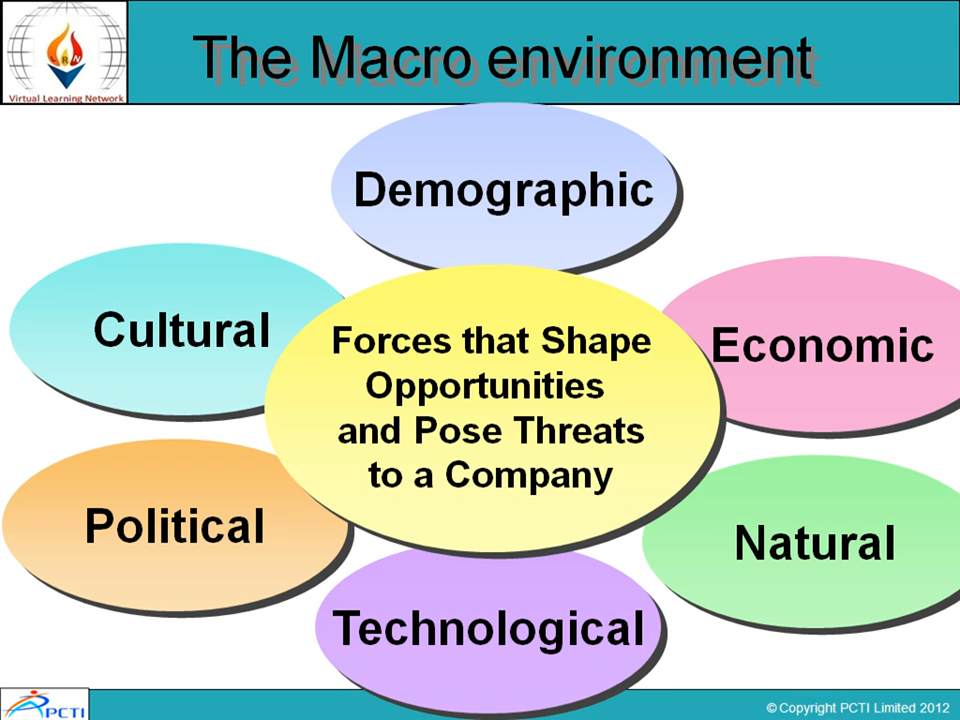 RN
Virtual Learning Network
The Macro environment
Demographic
Cultural
Economic
Forces that Shape
Opportunities
and Pose Threats
to a Company
Political
Natural
Technological
PCTI
© Copyright PCTI Limited 2012